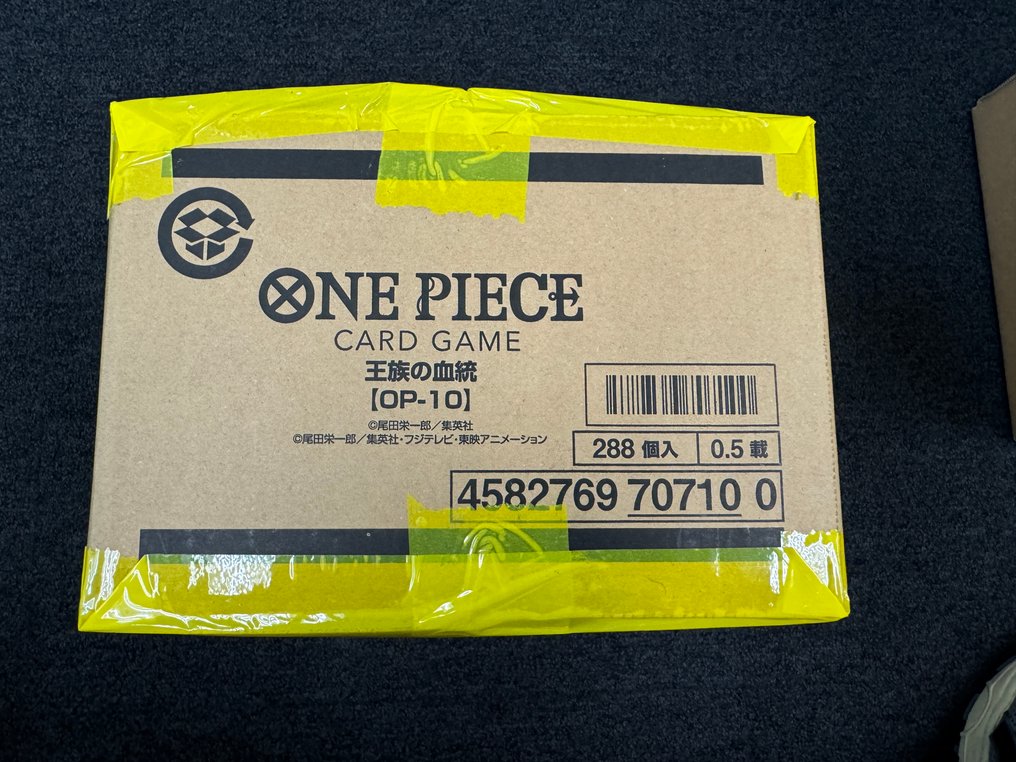 ONE PIECE
CARD GAME
王族の血統
【OP-10】
©尾田栄一郎／集英社
©尾田栄一郎／集英社・フジテレビ・東映アニメーション
288 個入 0.5 載
4582769 70710 0